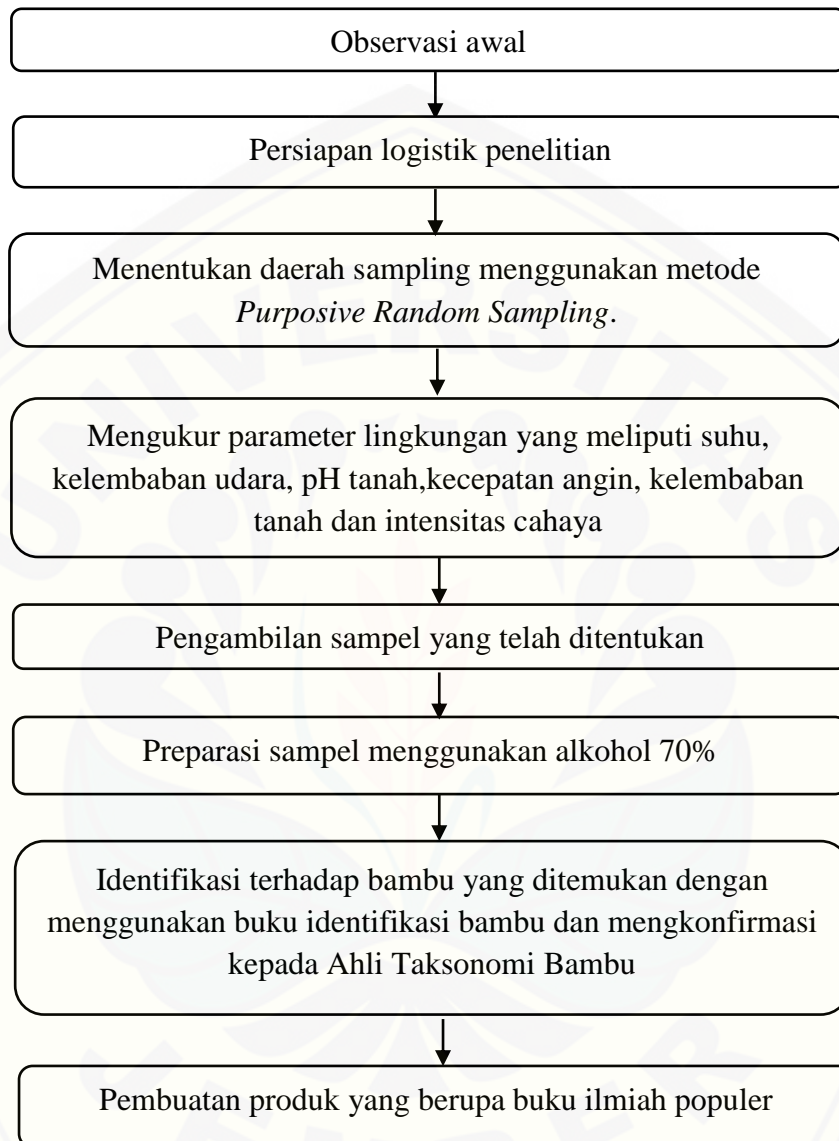 Observasi awal
Persiapan logistik penelitian
Menentukan daerah sampling menggunakan metode
Purposive Random Sampling.
Mengukur parameter lingkungan yang meliputi suhu,
kelembaban udara, pH tanah,kecepatan angin, kelembaban
tanah dan intensitas cahaya
Pengambilan sampel yang telah ditentukan
Preparasi sampel menggunakan alkohol 70%
Identifikasi terhadap bambu yang ditemukan dengan
menggunakan buku identifikasi bambu dan mengkonfirmasi
kepada Ahli Taksonomi Bambu
Pembuatan produk yang berupa buku ilmiah populer
UNIVERSITAS